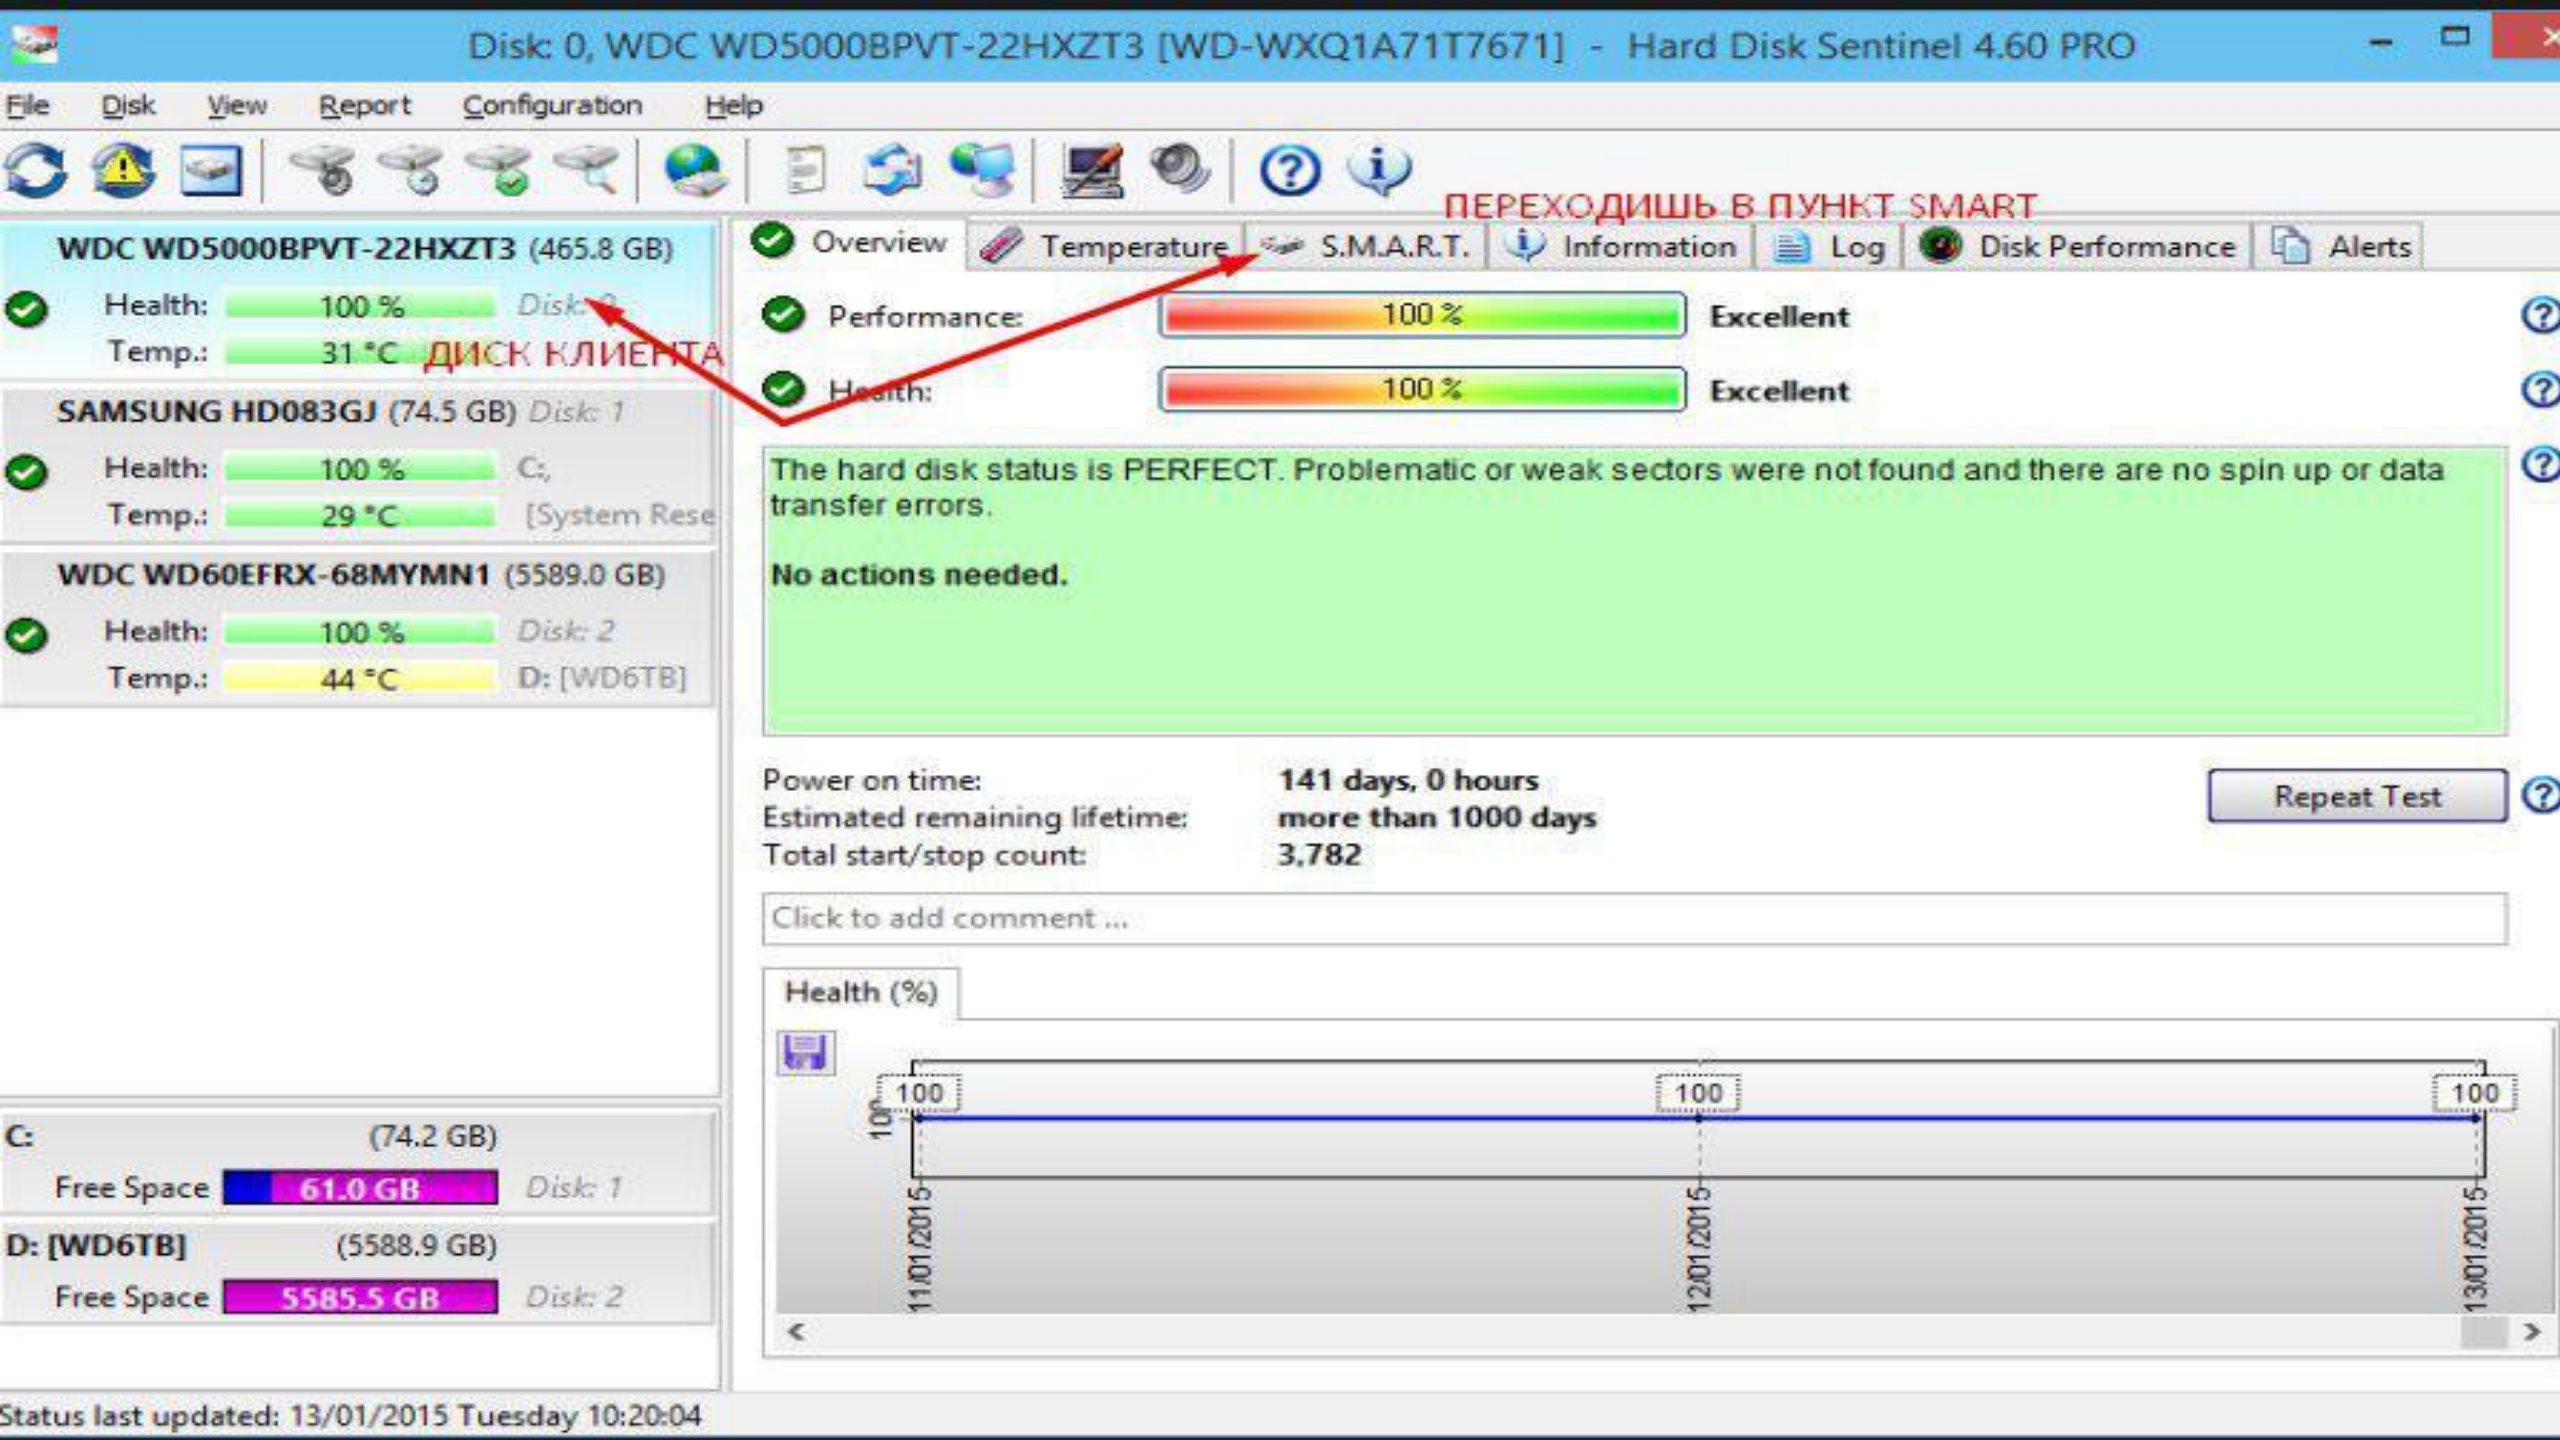 Disk: 0, WDC WD5000BPVT-22HXZT3 [WD-WXQ1A71T7671] - Hard Disk Sentinel 4.60 PRO
File Disk View Report Configuration Help
ПЕРЕХОДИШЬ В ПУНКТ SMART
WDC WD5000BPVT-22HXZT3 (465.8 GB)
Health: 100 % Disk: 0
Temp.: 31 °C ДИСК КЛИЕНТА
SAMSUNG HD083GJ (74.5 GB) Disk: 1
Health: 100 % C:,
Temp.: 29 °C [System Rese
WDC WD60EFRX-68MYMN1 (5589.0 GB)
Health: 100 % Disk: 2
Temp.: 44 °C D: [WD6TB]
C: (74.2 GB)
Free Space 61.0 GB Disk: 1
D: [WD6TB] (5588.9 GB)
Free Space 5585.5 GB Disk: 2
Overview Temperature S.M.A.R.T. Information Log Disk Performance Alerts
Performance: 100 % Excellent
Health: 100 % Excellent
The hard disk status is PERFECT. Problematic or weak sectors were not found and there are no spin up or data
transfer errors.
No actions needed.
Power on time: 141 days, 0 hours
Estimated remaining lifetime: more than 1000 days
Total start/stop count: 3,782
Repeat Test
Click to add comment ...
Health (%)
100 100 100
100
11/01/2015 12/01/2015 13/01/2015
Status last updated: 13/01/2015 Tuesday 10:20:04